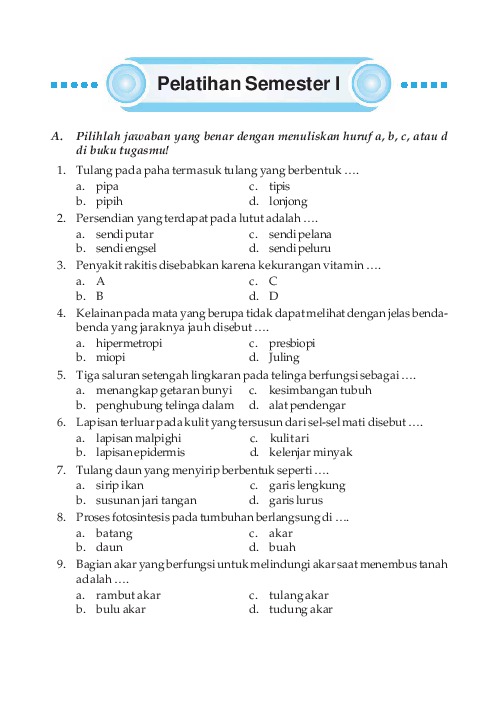 Pelatihan Semester I
A. Pilihlah jawaban yang benar dengan menuliskan huruf a, b, c, atau d
di buku tugasmu!
1. Tulang pada paha termasuk tulang yang berbentuk ....
a. pipa c. tipis
b. pipih d. lonjong
2. Persendian yang terdapat pada lutut adalah ....
a. sendi putar c. sendi pelana
b. sendi engsel d. sendi peluru
3. Penyakit rakitis disebabkan karena kekurangan vitamin ....
a. A c. C
b. B d. D
4. Kelainan pada mata yang berupa tidak dapat melihat dengan jelas benda-
benda yang jaraknya jauh disebut ....
a. hipermetropi c. presbiopi
b. miopi d. Juling
5. Tiga saluran setengah lingkaran pada telinga berfungsi sebagai ....
a. menangkap getaran bunyi c. kesimbangan tubuh
b. penghubung telinga dalam d. alat pendengar
6. Lapisan terluar pada kulit yang tersusun dari sel-sel mati disebut ....
a. lapisan malpighi c. kulit ari
b. lapisan epidermis d. kelenjar minyak
7. Tulang daun yang menyirip berbentuk seperti ....
a. sirip ikan c. garis lengkung
b. susunan jari tangan d. garis lurus
8. Proses fotosintesis pada tumbuhan berlangsung di ....
a. batang c. akar
b. daun d. buah
9. Bagian akar yang berfungsi untuk melindungi akar saat menembus tanah
adalah ....
a. rambut akar c. tulang akar
b. bulu akar d. tudung akar